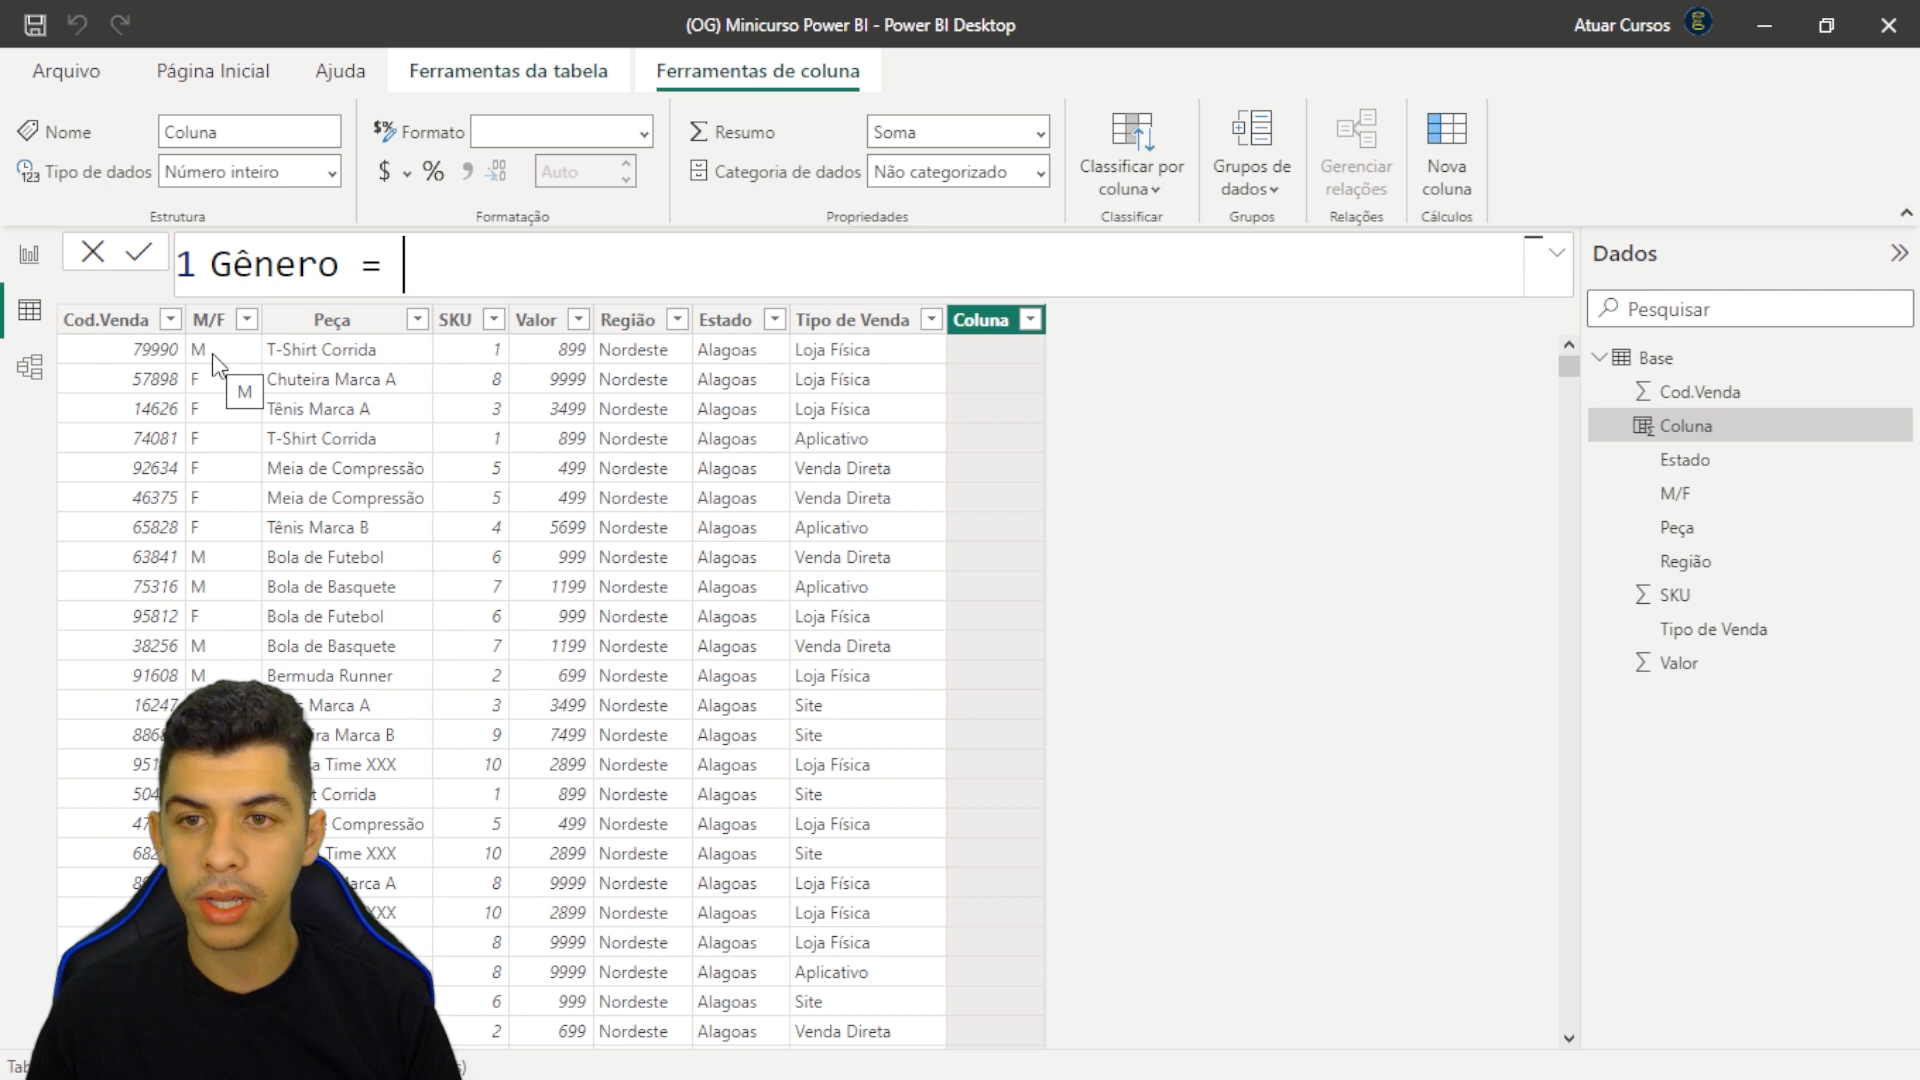 (OG) Minicurso Power BI - Power BI Desktop
Atuar Cursos
Arquivo Página Inicial Ajuda Ferramentas da tabela Ferramentas de coluna
Nome Coluna $% Formato Resumo Soma
Tipo de dados Número inteiro $ % Auto Categoria de dados Não categorizado
Classificar por coluna
Grupos de dados
Gerenciar relações
Nova coluna
Estrutura Formatação Propriedades Classificar Grupos Relações Cálculos
1 Gênero =
Cod.Venda M/F Peça SKU Valor Região Estado Tipo de Venda Coluna
79990 M T-Shirt Corrida 1 899 Nordeste Alagoas Loja Física
57898 F Chuteira Marca A 8 9999 Nordeste Alagoas Loja Física
M
14626 F Tênis Marca A 3 3499 Nordeste Alagoas Loja Física
74081 F T-Shirt Corrida 1 899 Nordeste Alagoas Aplicativo
92634 F Meia de Compressão 5 499 Nordeste Alagoas Venda Direta
46375 F Meia de Compressão 5 499 Nordeste Alagoas Venda Direta
65828 F Tênis Marca B 4 5699 Nordeste Alagoas Aplicativo
63841 M Bola de Futebol 6 999 Nordeste Alagoas Venda Direta
75316 M Bola de Basquete 7 1199 Nordeste Alagoas Aplicativo
95812 F Bola de Futebol 6 999 Nordeste Alagoas Loja Física
38256 M Bola de Basquete 7 1199 Nordeste Alagoas Venda Direta
91608 M Bermuda Runner 2 699 Nordeste Alagoas Loja Física
16247 Marca A 3 3499 Nordeste Alagoas Site
Marca B 9 7499 Nordeste Alagoas Site
Time XXX 10 2899 Nordeste Alagoas Loja Física
Corrida 1 899 Nordeste Alagoas Site
Compressão 5 499 Nordeste Alagoas Loja Física
Time XXX 10 2899 Nordeste Alagoas Site
A 8 9999 Nordeste Alagoas Loja Física
XXX 10 2899 Nordeste Alagoas Loja Física
8 9999 Nordeste Alagoas Loja Física
8 9999 Nordeste Alagoas Aplicativo
6 999 Nordeste Alagoas Site
2 699 Nordeste Alagoas Venda Direta
Dados
Pesquisar
Base
Cod.Venda
Coluna
Estado
M/F
Peça
Região
SKU
Tipo de Venda
Valor